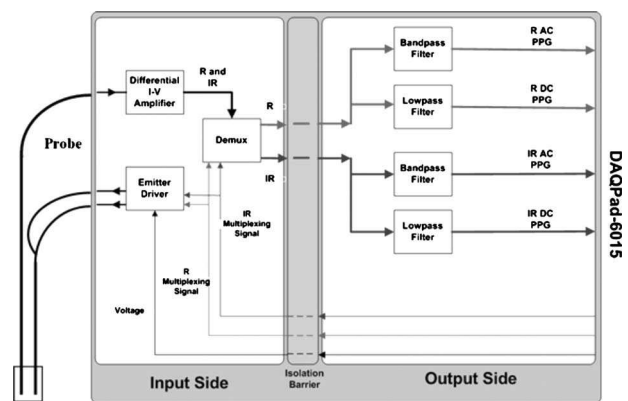 Probe
Differential
I-V
Amplifier
R and
IR
Demux
Emitter
Driver
R
IR
IR
Multiplexing
Signal
R
Multiplexing
Signal
Voltage
Bandpass
Filter
R AC
PPG
Lowpass
Filter
R DC
PPG
Bandpass
Filter
IR AC
PPG
Lowpass
Filter
IR DC
PPG
DAQPad-6015
Input Side
Isolation
Barrier
Output Side